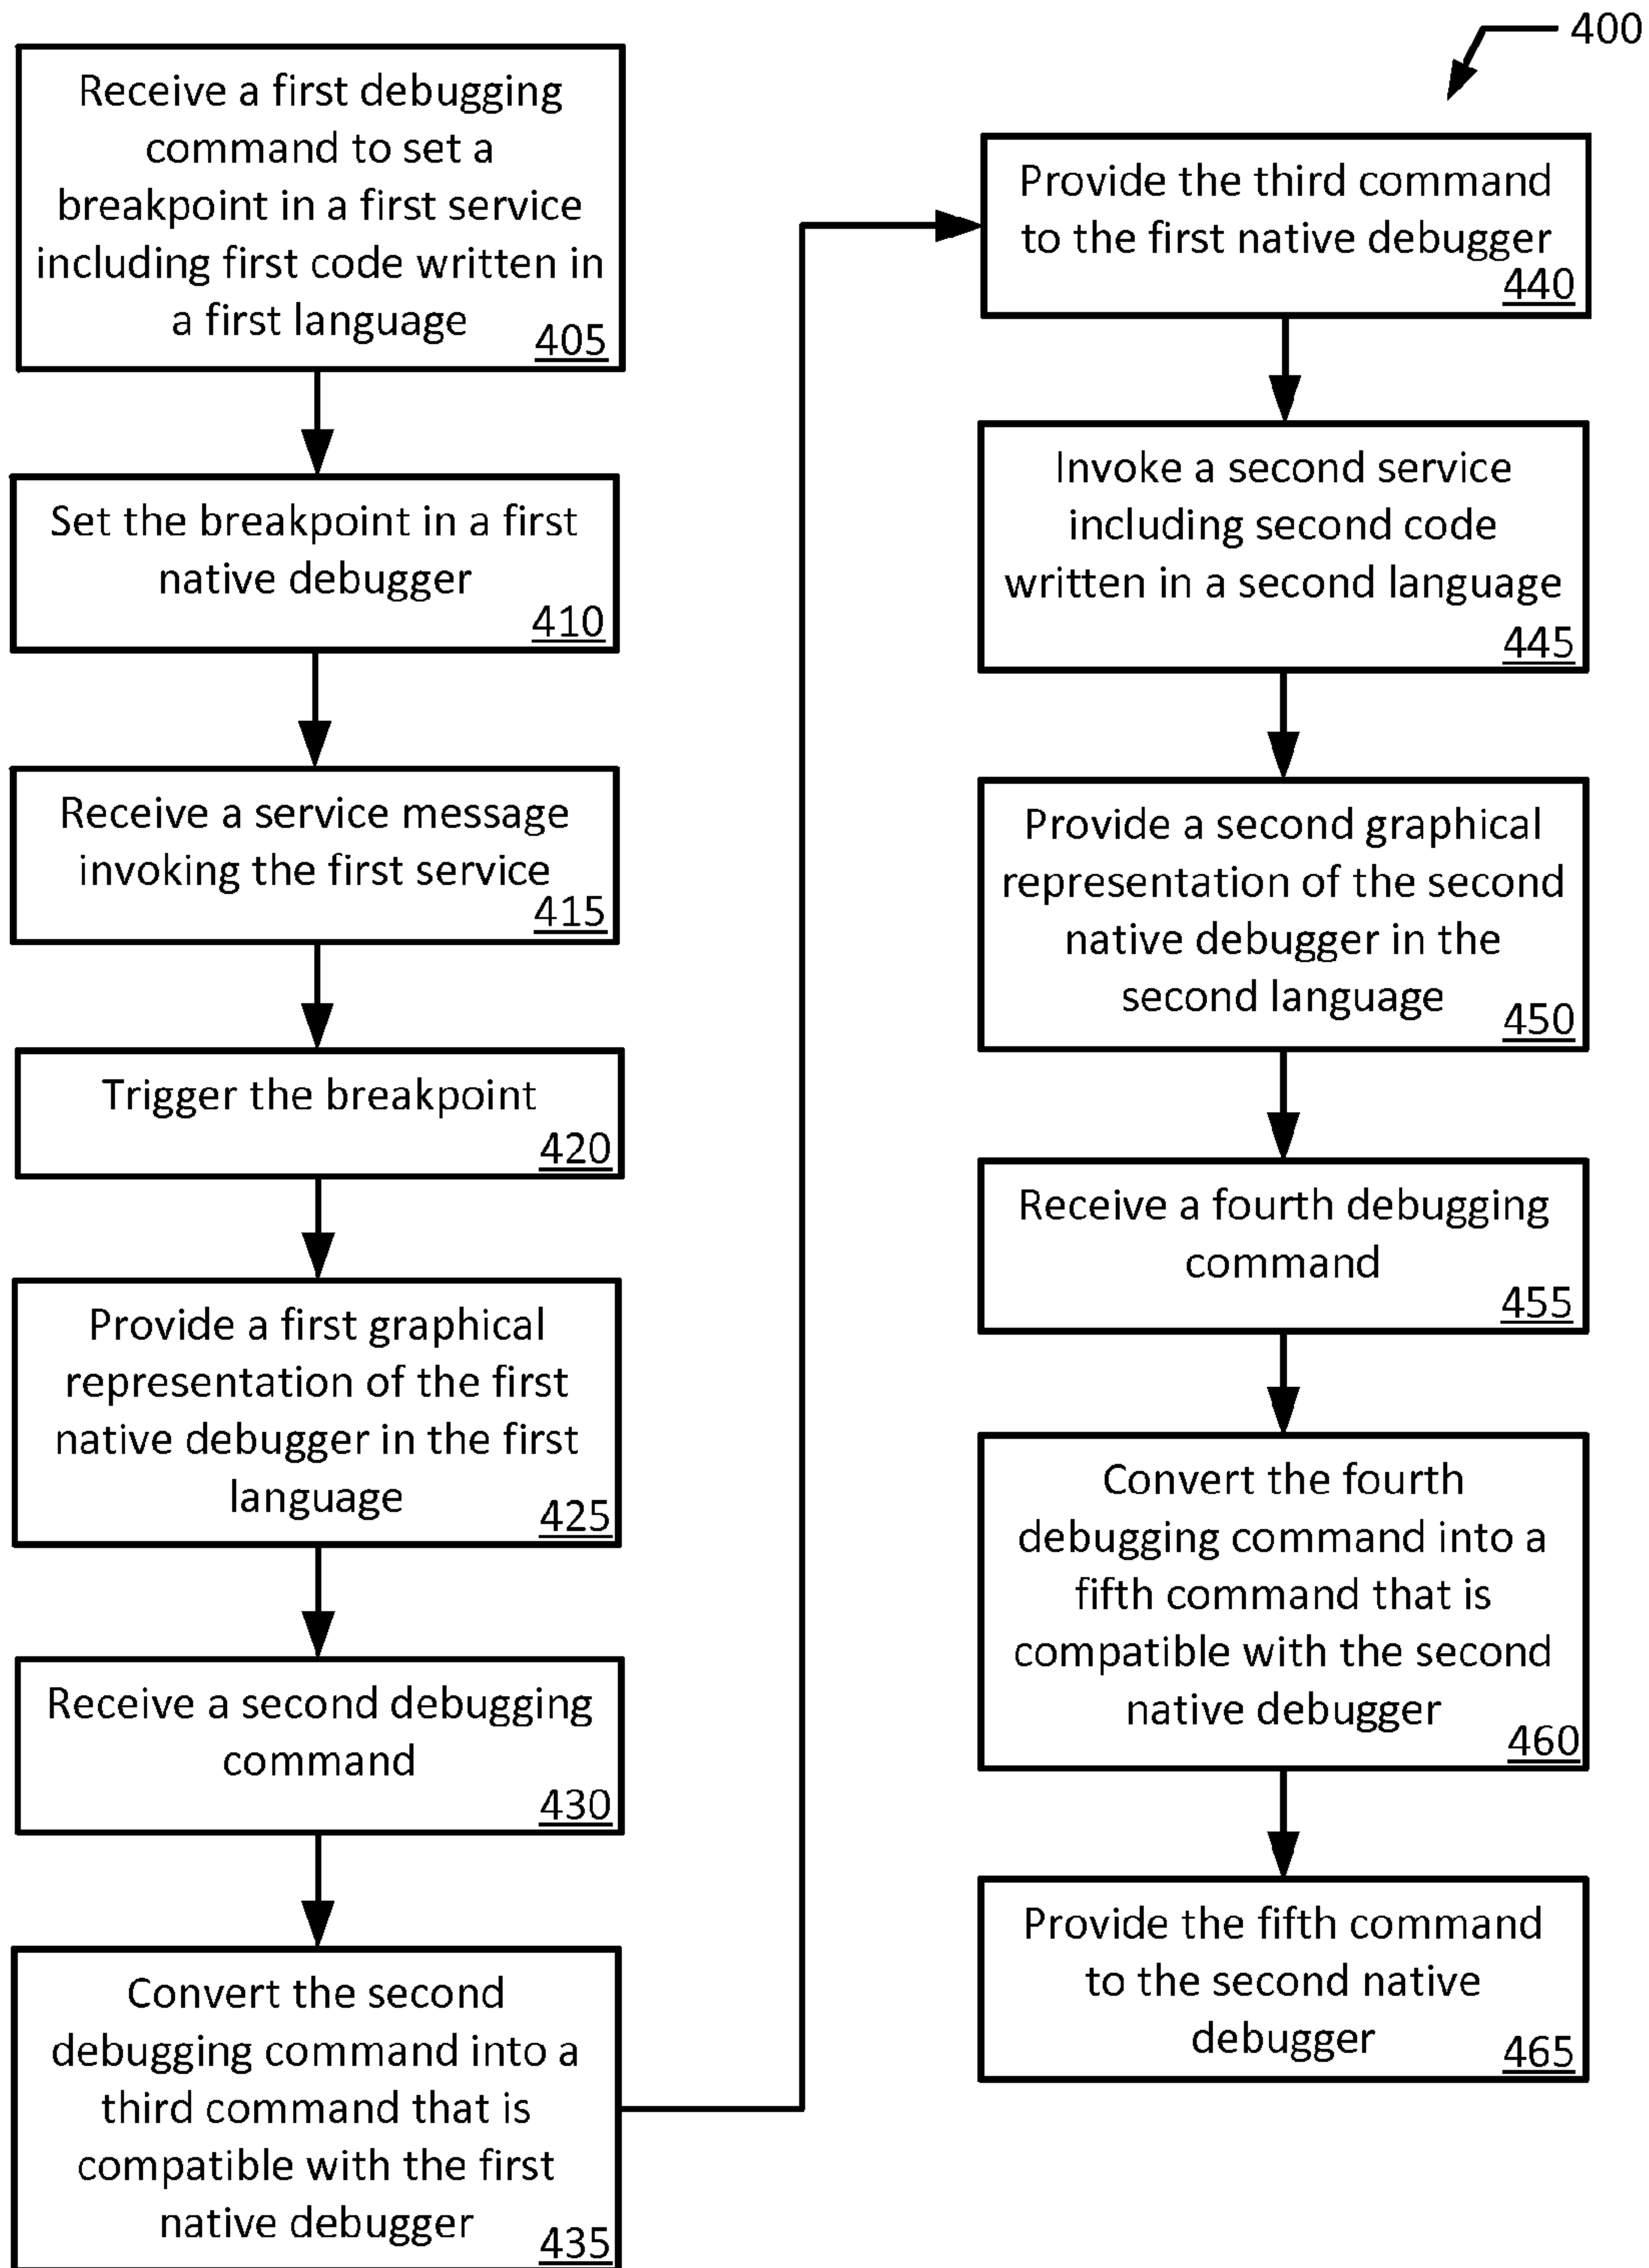 400
Receive a first debugging
command to set a
breakpoint in a first service
including first code written in
a first language
405
Set the breakpoint in a first
native debugger
410
Receive a service message
invoking the first service
415
Trigger the breakpoint
420
Provide a first graphical
representation of the first
native debugger in the first
language
425
Receive a second debugging
command
430
Convert the second
debugging command into a
third command that is
compatible with the first
native debugger
435
Provide the third command
to the first native debugger
440
Invoke a second service
including second code
written in a second language
445
Provide a second graphical
representation of the second
native debugger in the
second language
450
Receive a fourth debugging
command
455
Convert the fourth
debugging command into a
fifth command that is
compatible with the second
native debugger
460
Provide the fifth command
to the second native
debugger
465